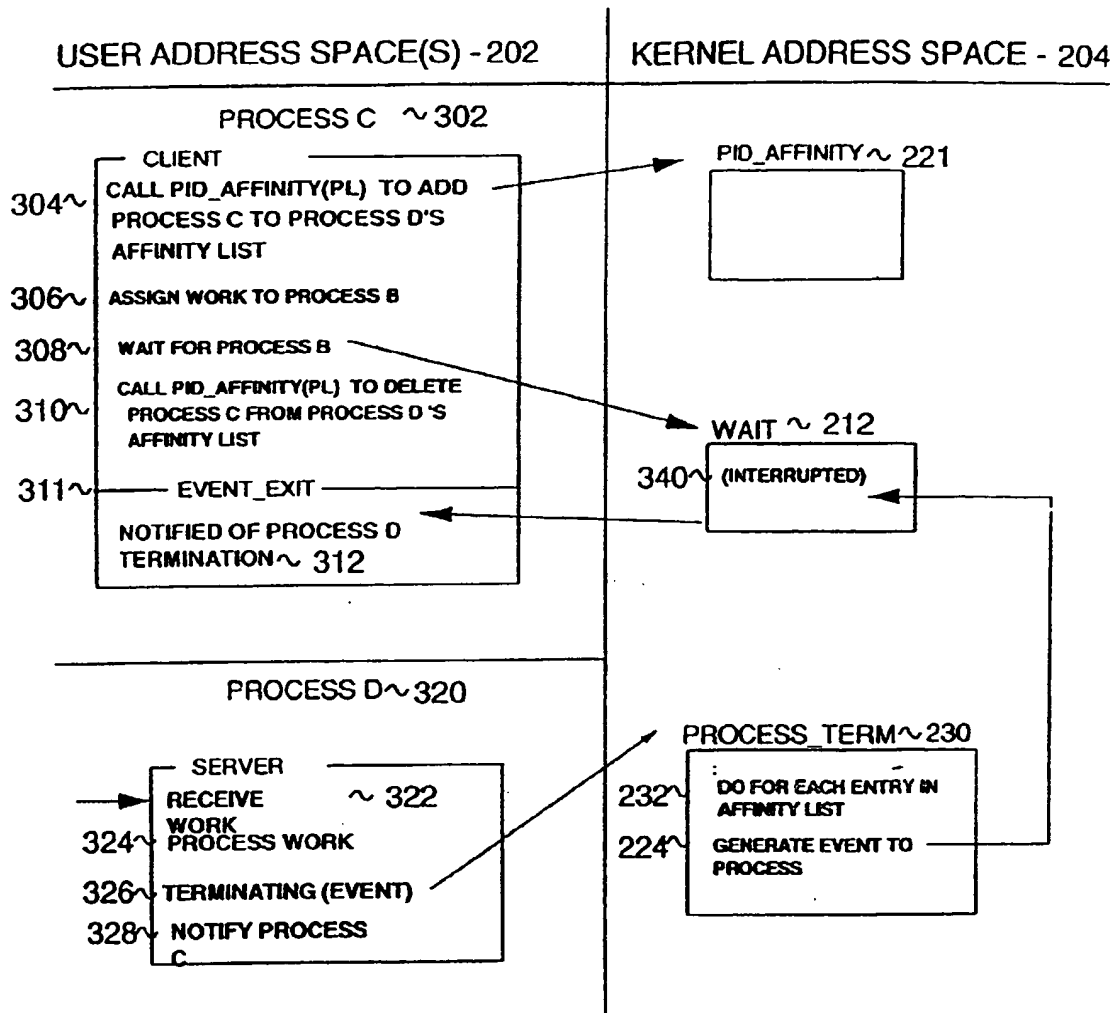 USER ADDRESS SPACE(S) - 202
KERNEL ADDRESS SPACE - 204
PROCESS C ~ 302
CLIENT
304~ CALL PID_AFFINITY(PL) TO ADD
PROCESS C TO PROCESS D'S
AFFINITY LIST
306~ ASSIGN WORK TO PROCESS B
308~ WAIT FOR PROCESS B
CALL PID_AFFINITY(PL) TO DELETE
310~ PROCESS C FROM PROCESS D'S
AFFINITY LIST
311~ EVENT_EXIT
NOTIFIED OF PROCESS D
TERMINATION~ 312
PID_AFFINITY~ 221
WAIT ~ 212
340~ (INTERRUPTED)
PROCESS D~320
SERVER
RECEIVE ~ 322
WORK
324~ PROCESS WORK
326~ TERMINATING (EVENT)
328~ NOTIFY PROCESS
C
PROCESS_TERM~230
232~ DO FOR EACH ENTRY IN
AFFINITY LIST
224~ GENERATE EVENT TO
PROCESS